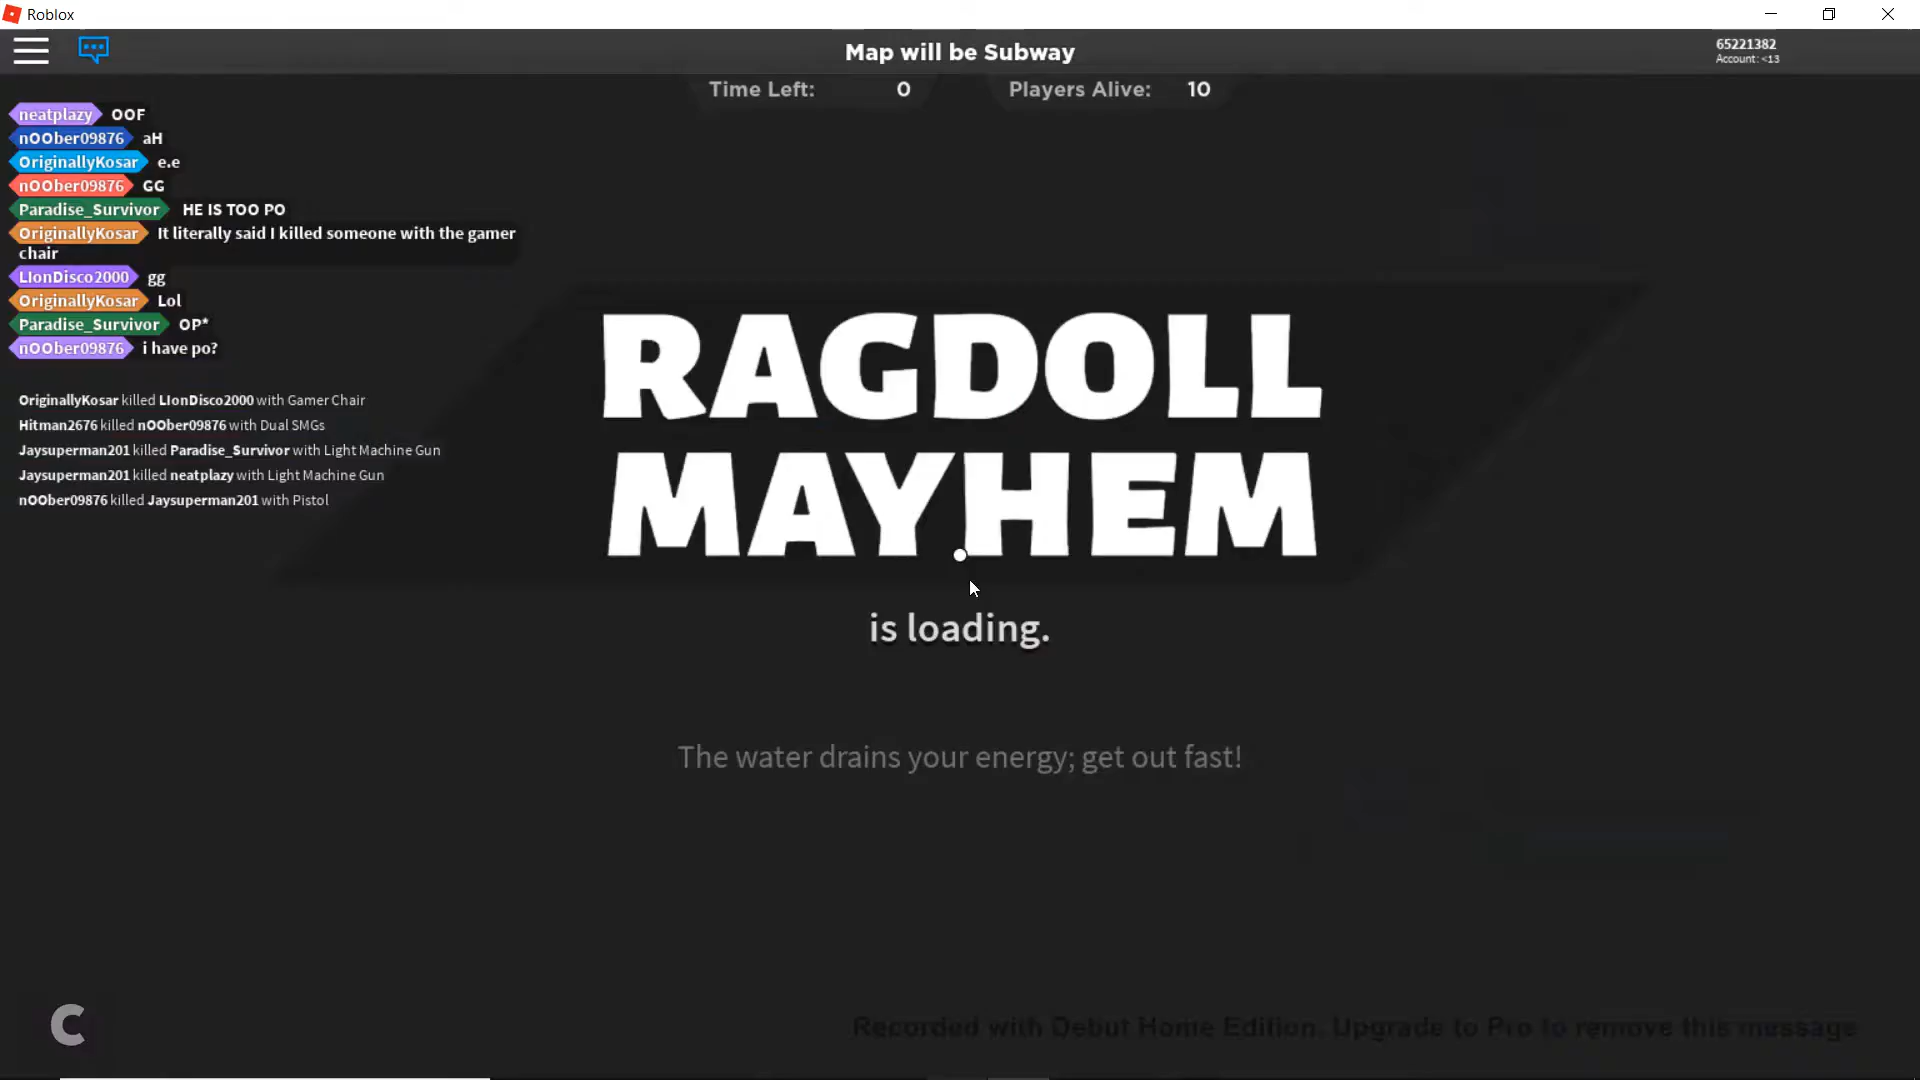 Roblox
Map will be Subway
65221382
Account: <13
Time Left: 0
Players Alive: 10
neatplazy OOF
nOOber09876 aH
OriginallyKosar e.e
nOOber09876 GG
Paradise_Survivor HE IS TOO PO
OriginallyKosar It literally said I killed someone with the gamer
chair
LIonDisco2000 gg
OriginallyKosar Lol
Paradise_Survivor OP*
nOOber09876 i have po?
OriginallyKosar killed LIonDisco2000 with Gamer Chair
Hitman2676 killed nOOber09876 with Dual SMGs
Jaysuperman201 killed Paradise_Survivor with Light Machine Gun
Jaysuperman201 killed neatplazy with Light Machine Gun
nOOber09876 killed Jaysuperman201 with Pistol
RAGDOLL
MAYHEM
is loading.
The water drains your energy; get out fast!
C
Recorded with Debut Home Edition. Upgrade to Pro to remove this message